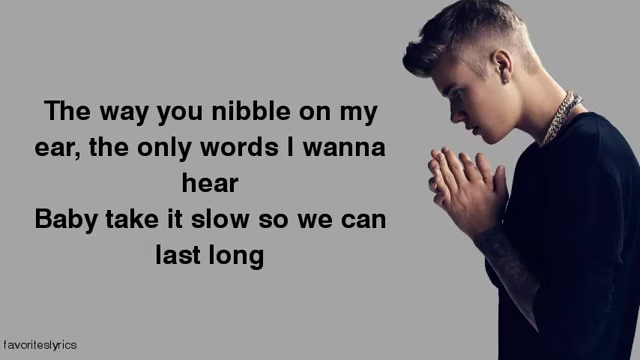 The way you nibble on my
ear, the only words I wanna
hear
Baby take it slow so we can
last long
favoriteslyrics